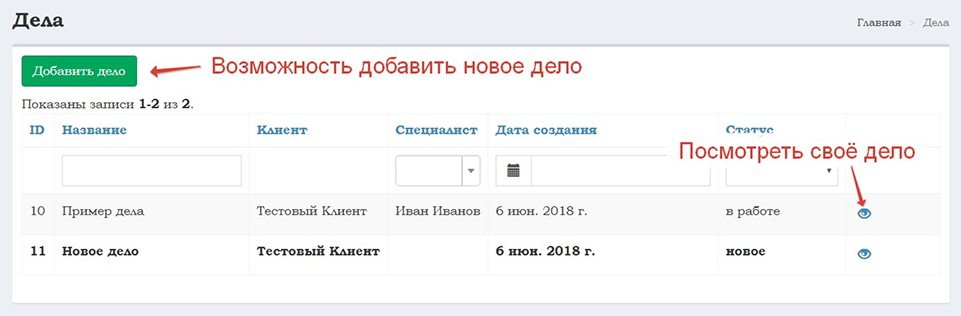 Дела
Главная > Дела
Добавить дело
Возможность добавить новое дело
Показаны записи 1-2 из 2.
ID Название Клиент Специалист Дата создания Статус
Посмотреть своё дело
10 Пример дела Тестовый Клиент Иван Иванов 6 июн. 2018 г. в работе
11 Новое дело Тестовый Клиент 6 июн. 2018 г. новое